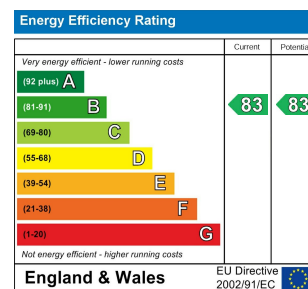 Energy Efficiency Rating
Current Potentia
Very energy efficient - lower running costs
(92 plus) A
(81-91) B
83 83
(69-80) C
(55-68) D
(39-54) E
(21-38) F
(1-20) G
Not energy efficient - higher running costs
England & Wales
EU Directive
2002/91/EC